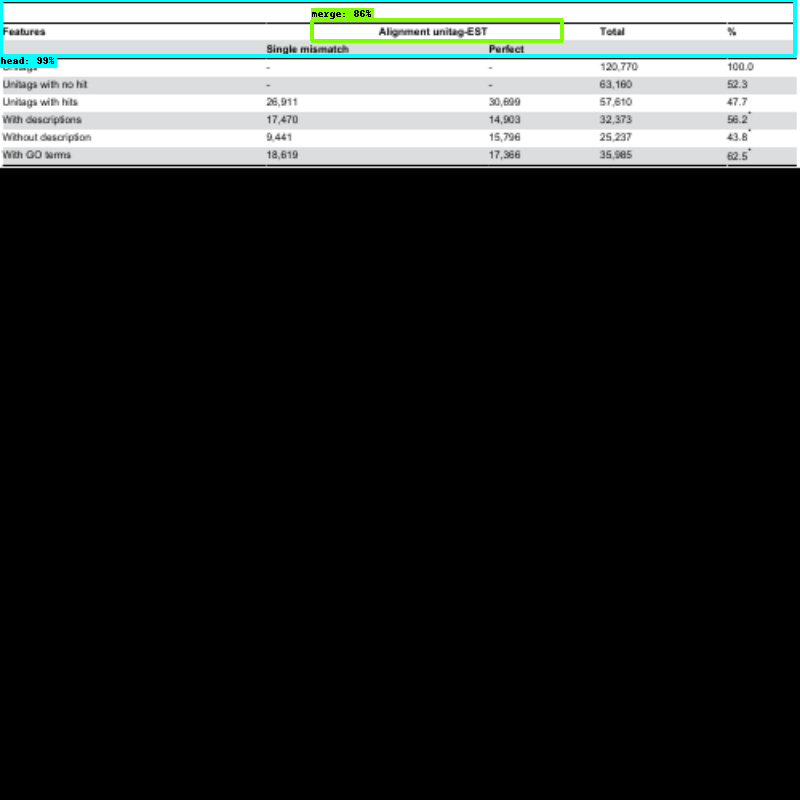 merge: 86%
Features Alignment unitag-EST Total %
Single mismatch Perfect
head: 99%
- - 120,770 100.0
Unitags with no hit - - 63,160 52.3
Unitags with hits 26,911 30,699 57,610 47.7
With descriptions 17,470 14,903 32,373 56.2*
Without description 9,441 15,796 25,237 43.8*
With GO terms 18,619 17,366 35,985 62.5*